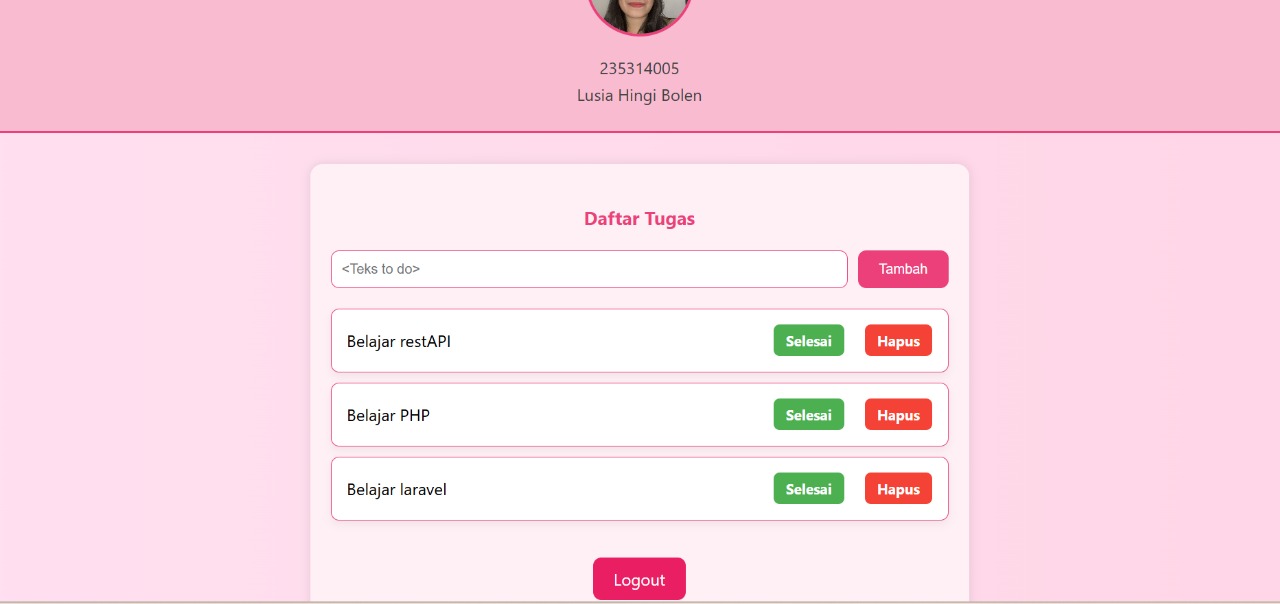 235314005
Lusia Hingi Bolen
Daftar Tugas
<Teks to do> Tambah
Belajar restAPI Selesai Hapus
Belajar PHP Selesai Hapus
Belajar laravel Selesai Hapus
Logout